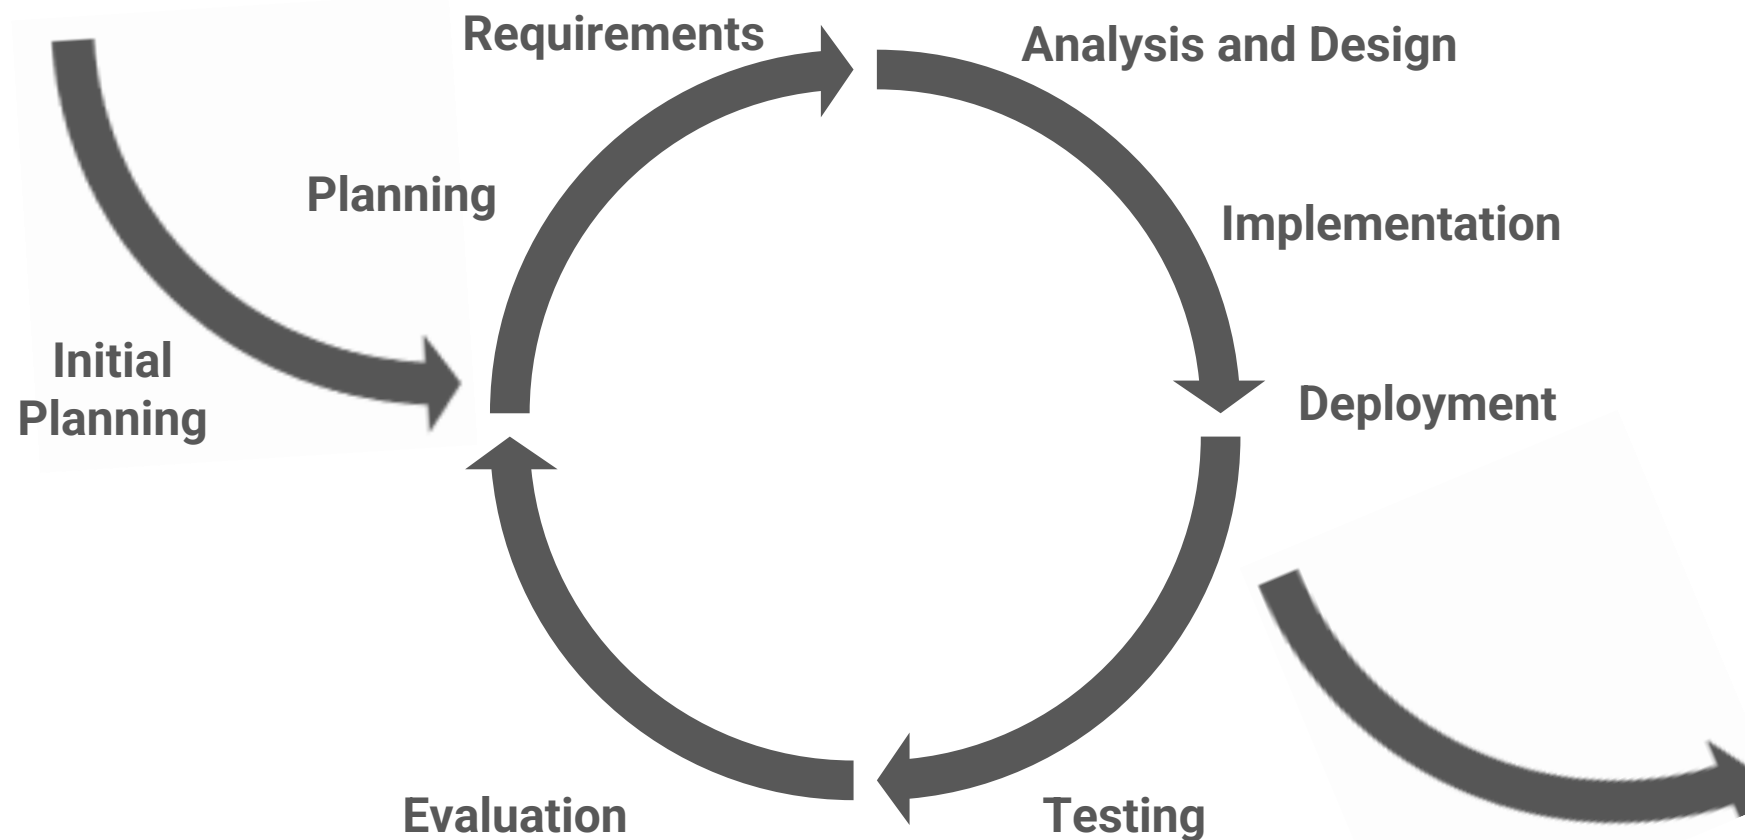 Requirements
Analysis and Design
Planning
Implementation
Initial
Planning
Deployment
Evaluation
Testing